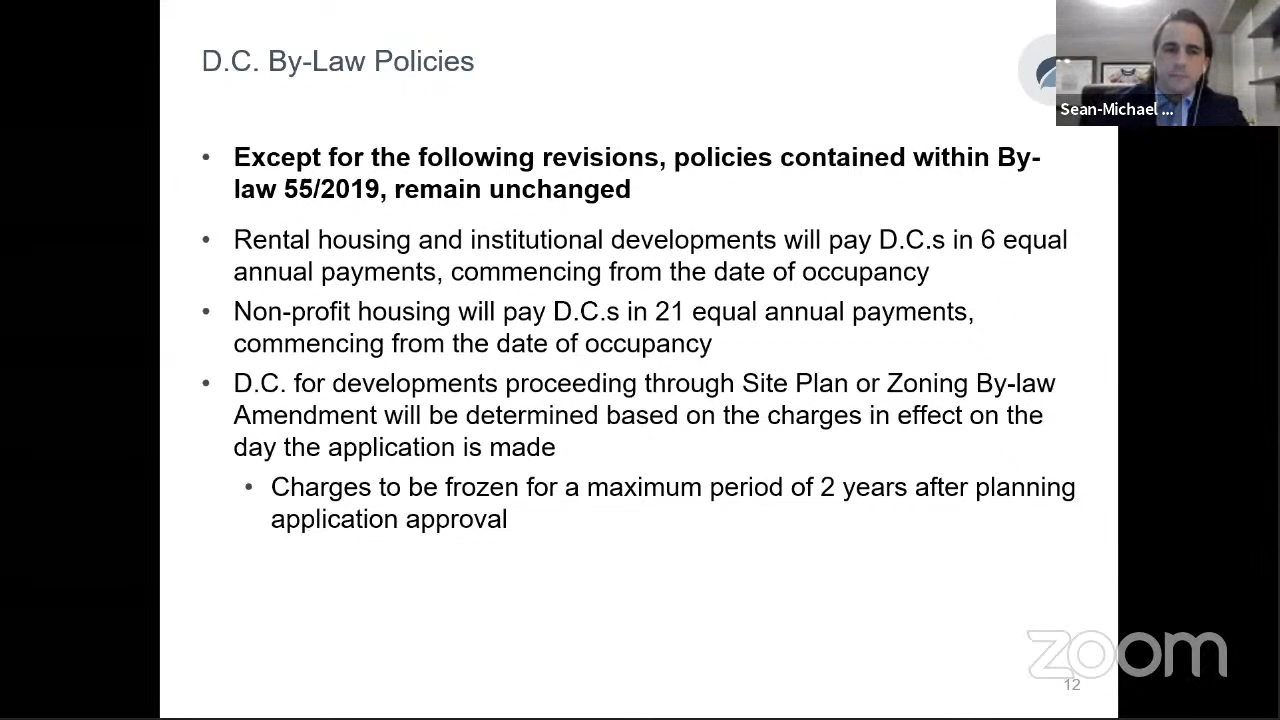 D.C. By-Law Policies
Sean-Michael ...
• Except for the following revisions, policies contained within By-
law 55/2019, remain unchanged
• Rental housing and institutional developments will pay D.C.s in 6 equal
annual payments, commencing from the date of occupancy
• Non-profit housing will pay D.C.s in 21 equal annual payments,
commencing from the date of occupancy
• D.C. for developments proceeding through Site Plan or Zoning By-law
Amendment will be determined based on the charges in effect on the
day the application is made
• Charges to be frozen for a maximum period of 2 years after planning
application approval
zoom
12